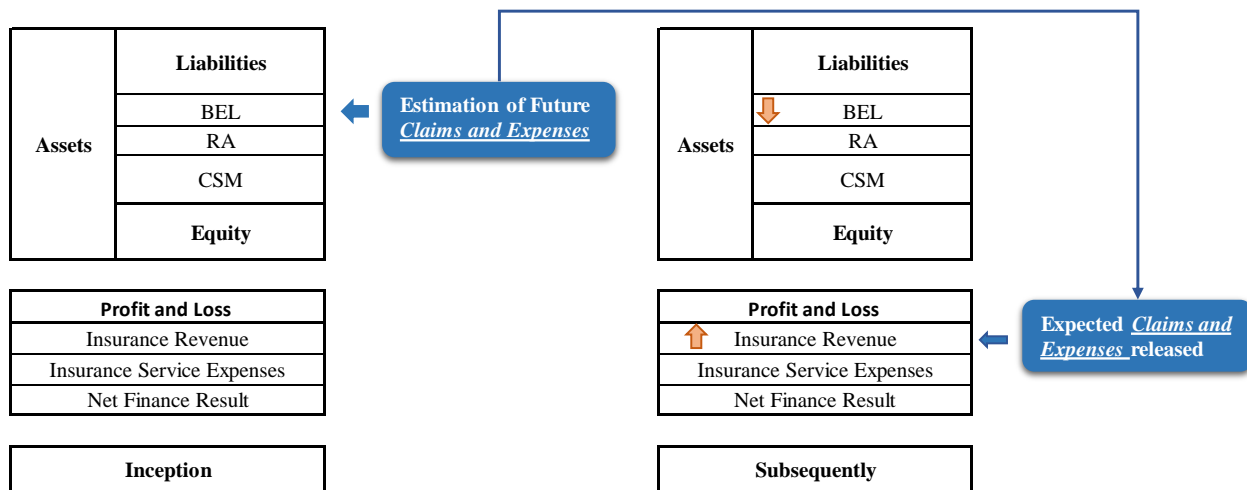 Assets
Liabilities
BEL
RA
CSM
Equity
Estimation of Future
Claims and Expenses
Assets
Liabilities
BEL
RA
CSM
Equity
Profit and Loss
Insurance Revenue
Insurance Service Expenses
Net Finance Result
Profit and Loss
Insurance Revenue
Insurance Service Expenses
Net Finance Result
Expected Claims and
Expenses released
Inception
Subsequently